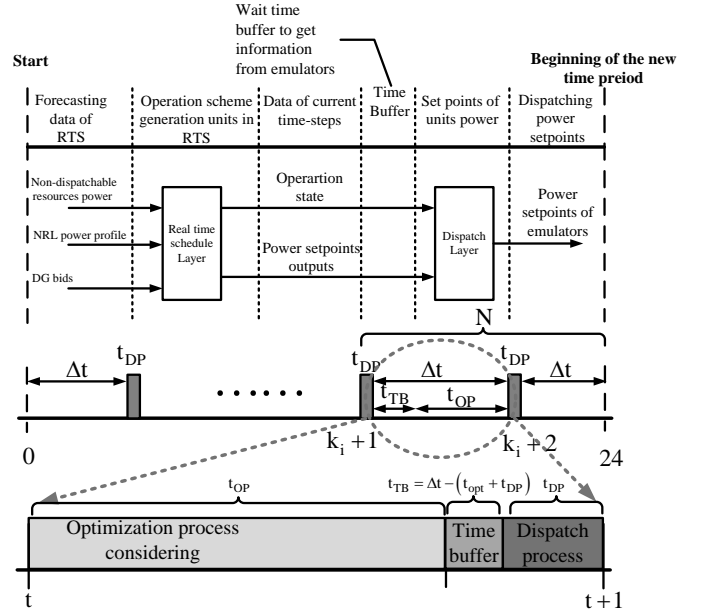 Wait time
buffer to get
information
from emulators
Start
Beginning of the new
time preiod
Forecasting
data of
RTS
Operation scheme
generation units in
RTS
Data of current
time-steps
Time
Buffer
Set points of
units power
Dispatching
power
setpoints
Non-dispatchable
resources power
NRL power profile
DG bids
Real time
schedule
Layer
Operartion
state
Power setpoints
outputs
Dispatch
Layer
Power
setpoints of
emulators
N
t_DP
t_DP
t_DP
Δt
Δt
Δt
t_TB
t_OP
......
0
k_i + 1
k_i + 2
24
t_OP
t_TB = Δt − (t_opt + t_DP)
t_DP
Optimization process
considering
Time
buffer
Dispatch
process
t
t+1